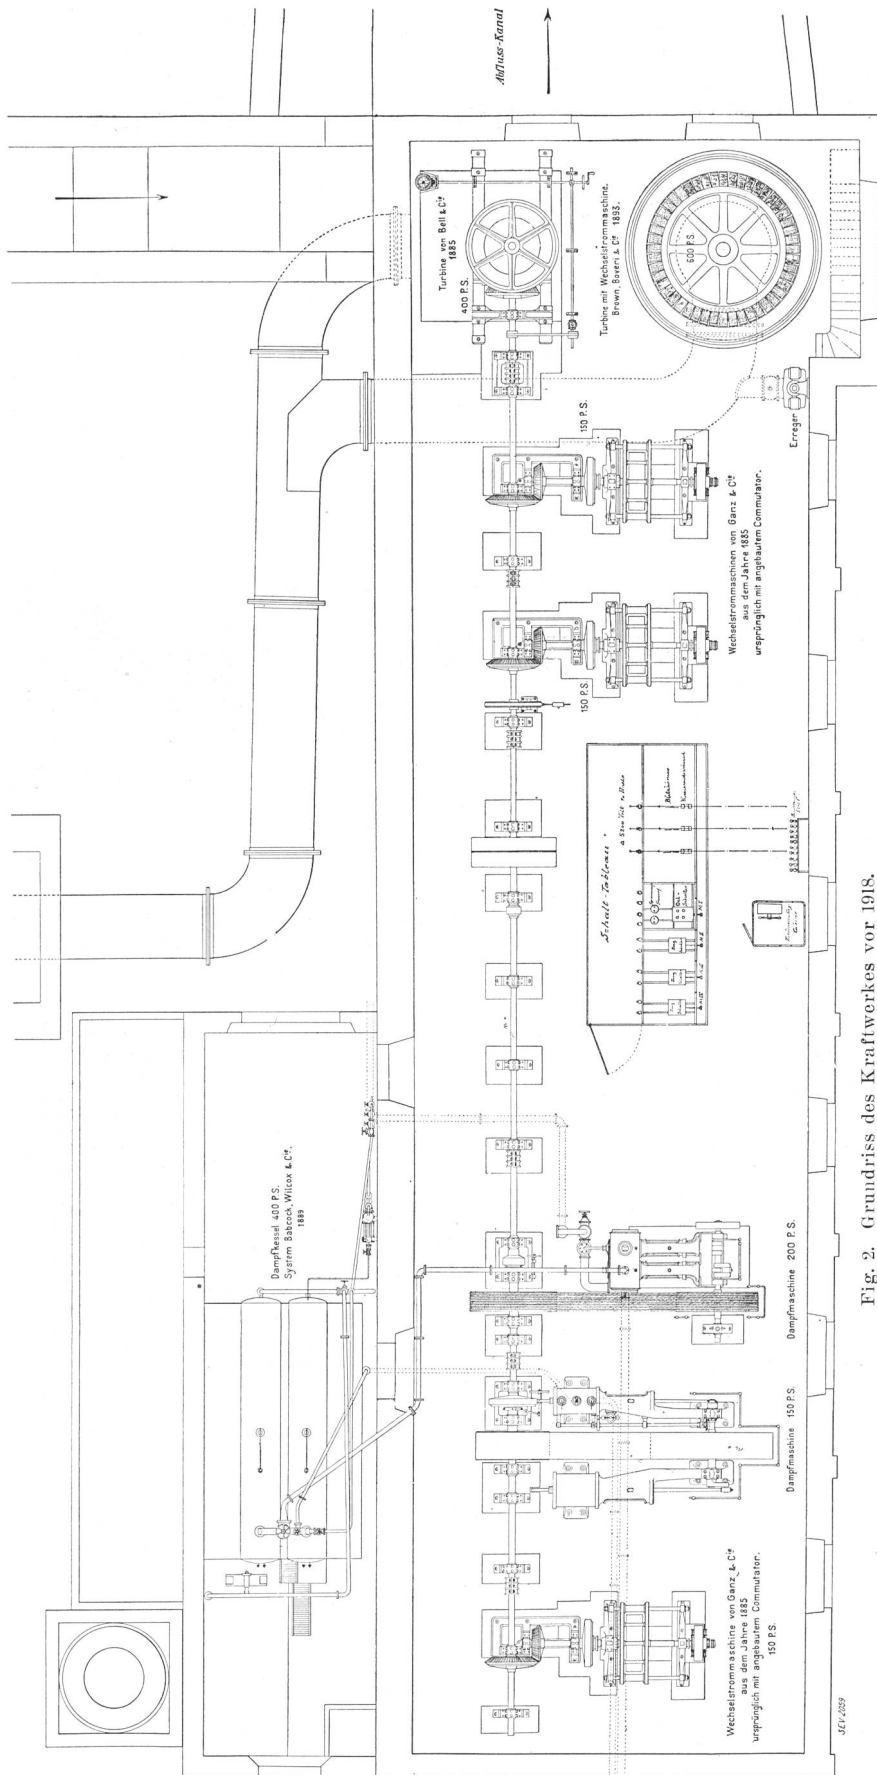 Abfluss-Kanal
Turbine von Bell & Cie
1885
400 P.S.
Turbine mit Wechselstrommaschine.
Brown, Boveri & Cie 1893.
600 P.S.
150 P.S.
Erreger
Wechselstrommaschinen von Ganz & Cie
aus dem Jahre 1885
ursprünglich mit angebautem Commutator.
150 P.S.
Schalt-Tableau
Dampfkessel 400 P.S.
System Babcock, Wilcox & Cie.
1889
Dampfmaschine 200 P.S.
Dampfmaschine 150 P.S.
Wechselstrommaschine von Ganz & Cie
aus dem Jahre 1885
ursprünglich mit angebautem Commutator.
150 P.S.
SEV 2059
Fig. 2. Grundriss des Kraftwerkes vor 1918.